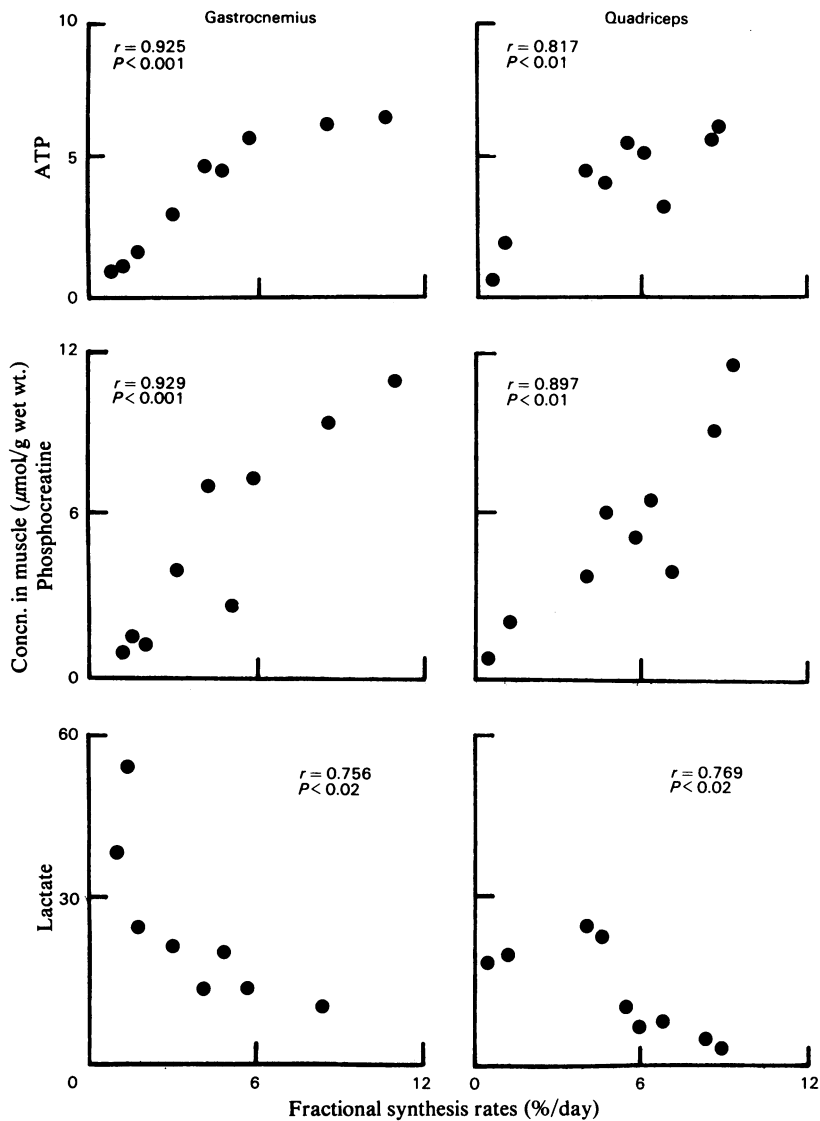 Gastrocnemius
Quadriceps
10
5
0
ATP
r = 0.925
P< 0.001
r = 0.817
P< 0.01
Concn. in muscle (μmol/g wet wt.)
Phosphocreatine
12
6
0
r = 0.929
P< 0.001
r = 0.897
P< 0.01
Lactate
60
30
0
r = 0.756
P< 0.02
r = 0.769
P< 0.02
6
12
0
6
12
Fractional synthesis rates (%/day)